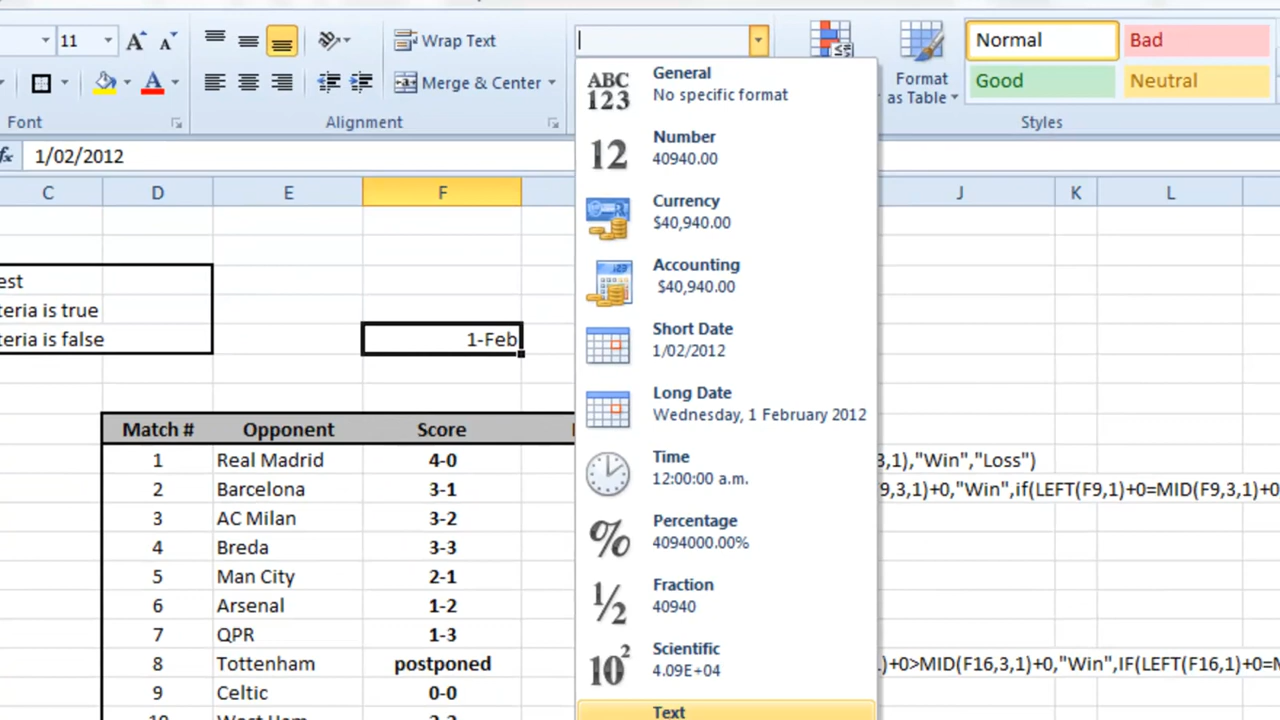 11
A
A
Wrap Text
Merge & Center
A
Font
Alignment
Format
as Table
Normal
Bad
Good
Neutral
Styles
fx
1/02/2012
C
D
E
F
J
K
L
ABC
123
General
No specific format
12
Number
40940.00
Currency
$40,940.00
Accounting
$40,940.00
Short Date
1/02/2012
Long Date
Wednesday, 1 February 2012
Time
12:00:00 a.m.
%
Percentage
4094000.00%
½
Fraction
40940
10²
Scientific
4.09E+04
Text
est
teria is true
teria is false
1-Feb
Match #
Opponent
Score
1
Real Madrid
4-0
3,1),"Win","Loss")
2
Barcelona
3-1
F9,3,1)+0,"Win",if(LEFT(F9,1)+0=MID(F9,3,1)+0
3
AC Milan
3-2
4
Breda
3-3
5
Man City
2-1
6
Arsenal
1-2
7
QPR
1-3
8
Tottenham
postponed
1)+0>MID(F16,3,1)+0,"Win",IF(LEFT(F16,1)+0=M
9
Celtic
0-0
10
West Ham